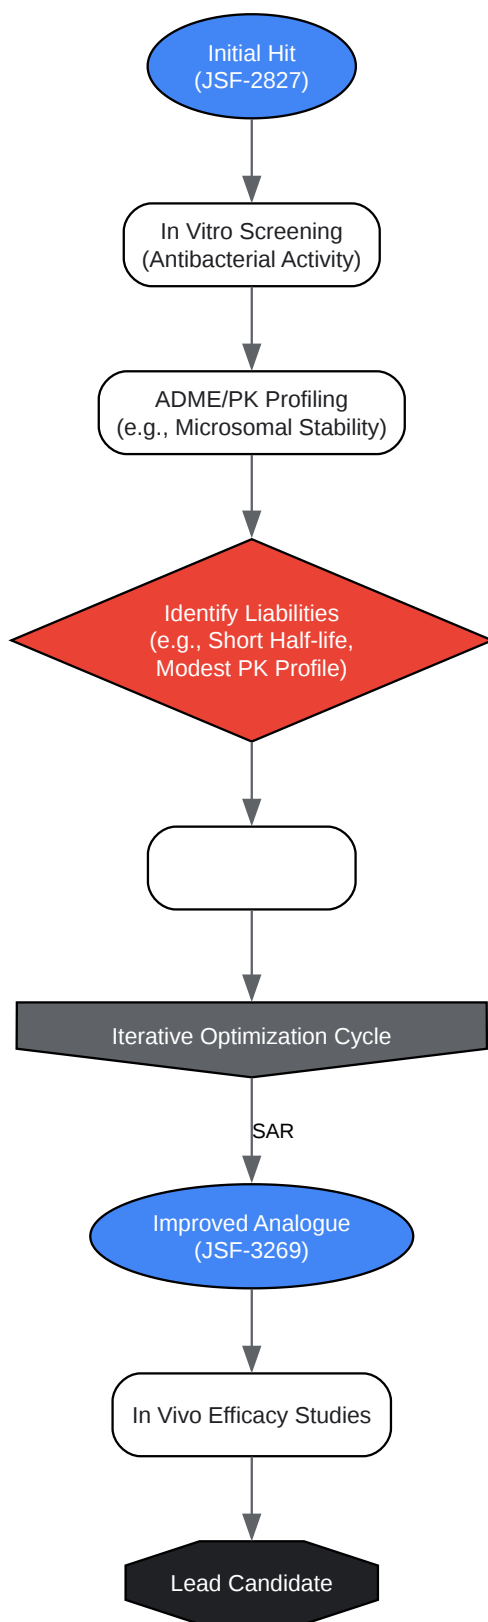 Initial Hit
(JSF-2827)
In Vitro Screening
(Antibacterial Activity)
ADME/PK Profiling
(e.g., Microsomal Stability)
Identify Liabilities
(e.g., Short Half-life,
Modest PK Profile)
Iterative Optimization Cycle
SAR
Improved Analogue
(JSF-3269)
In Vivo Efficacy Studies
Lead Candidate